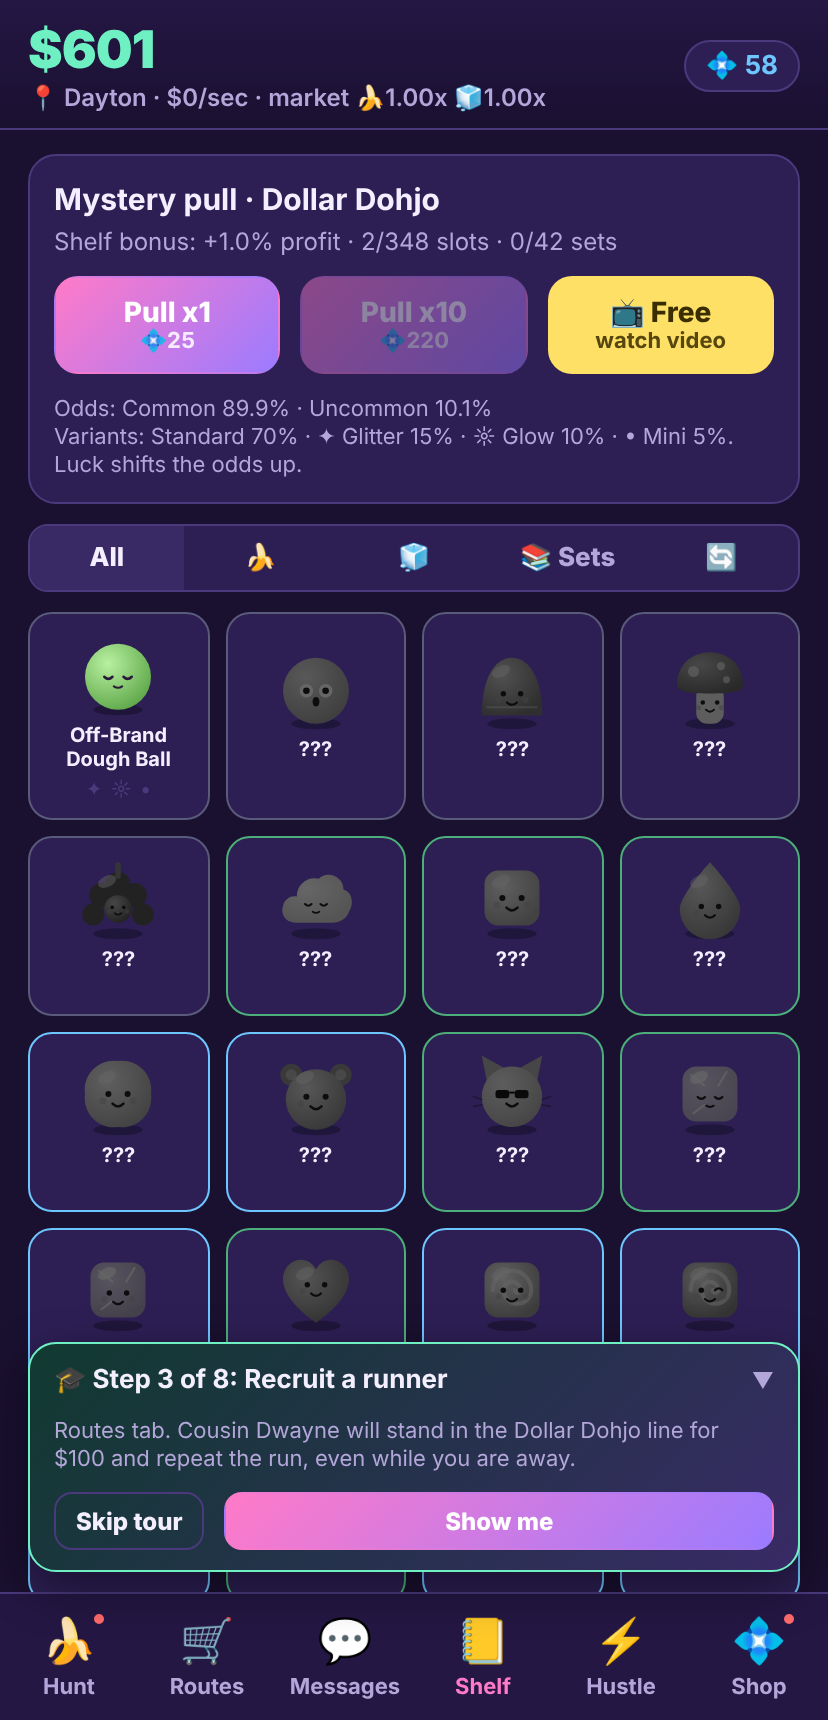 $601
📍 Dayton · $0/sec · market 🍌1.00x 🧊1.00x
💠 58
Mystery pull · Dollar Dohjo
Shelf bonus: +1.0% profit · 2/348 slots · 0/42 sets
Pull x1
💠25
Pull x10
💠220
📺 Free
watch video
Odds: Common 89.9% · Uncommon 10.1%
Variants: Standard 70% · ✦ Glitter 15% · ☼ Glow 10% · • Mini 5%.
Luck shifts the odds up.
All
🍌
🧊
📚 Sets
🔄
Off-Brand
Dough Ball
✦ ☼ •
???
???
???
???
???
???
???
???
???
???
???
🎓 Step 3 of 8: Recruit a runner
▼
Routes tab. Cousin Dwayne will stand in the Dollar Dohjo line for
$100 and repeat the run, even while you are away.
Skip tour
Show me
Hunt
Routes
Messages
Shelf
Hustle
Shop